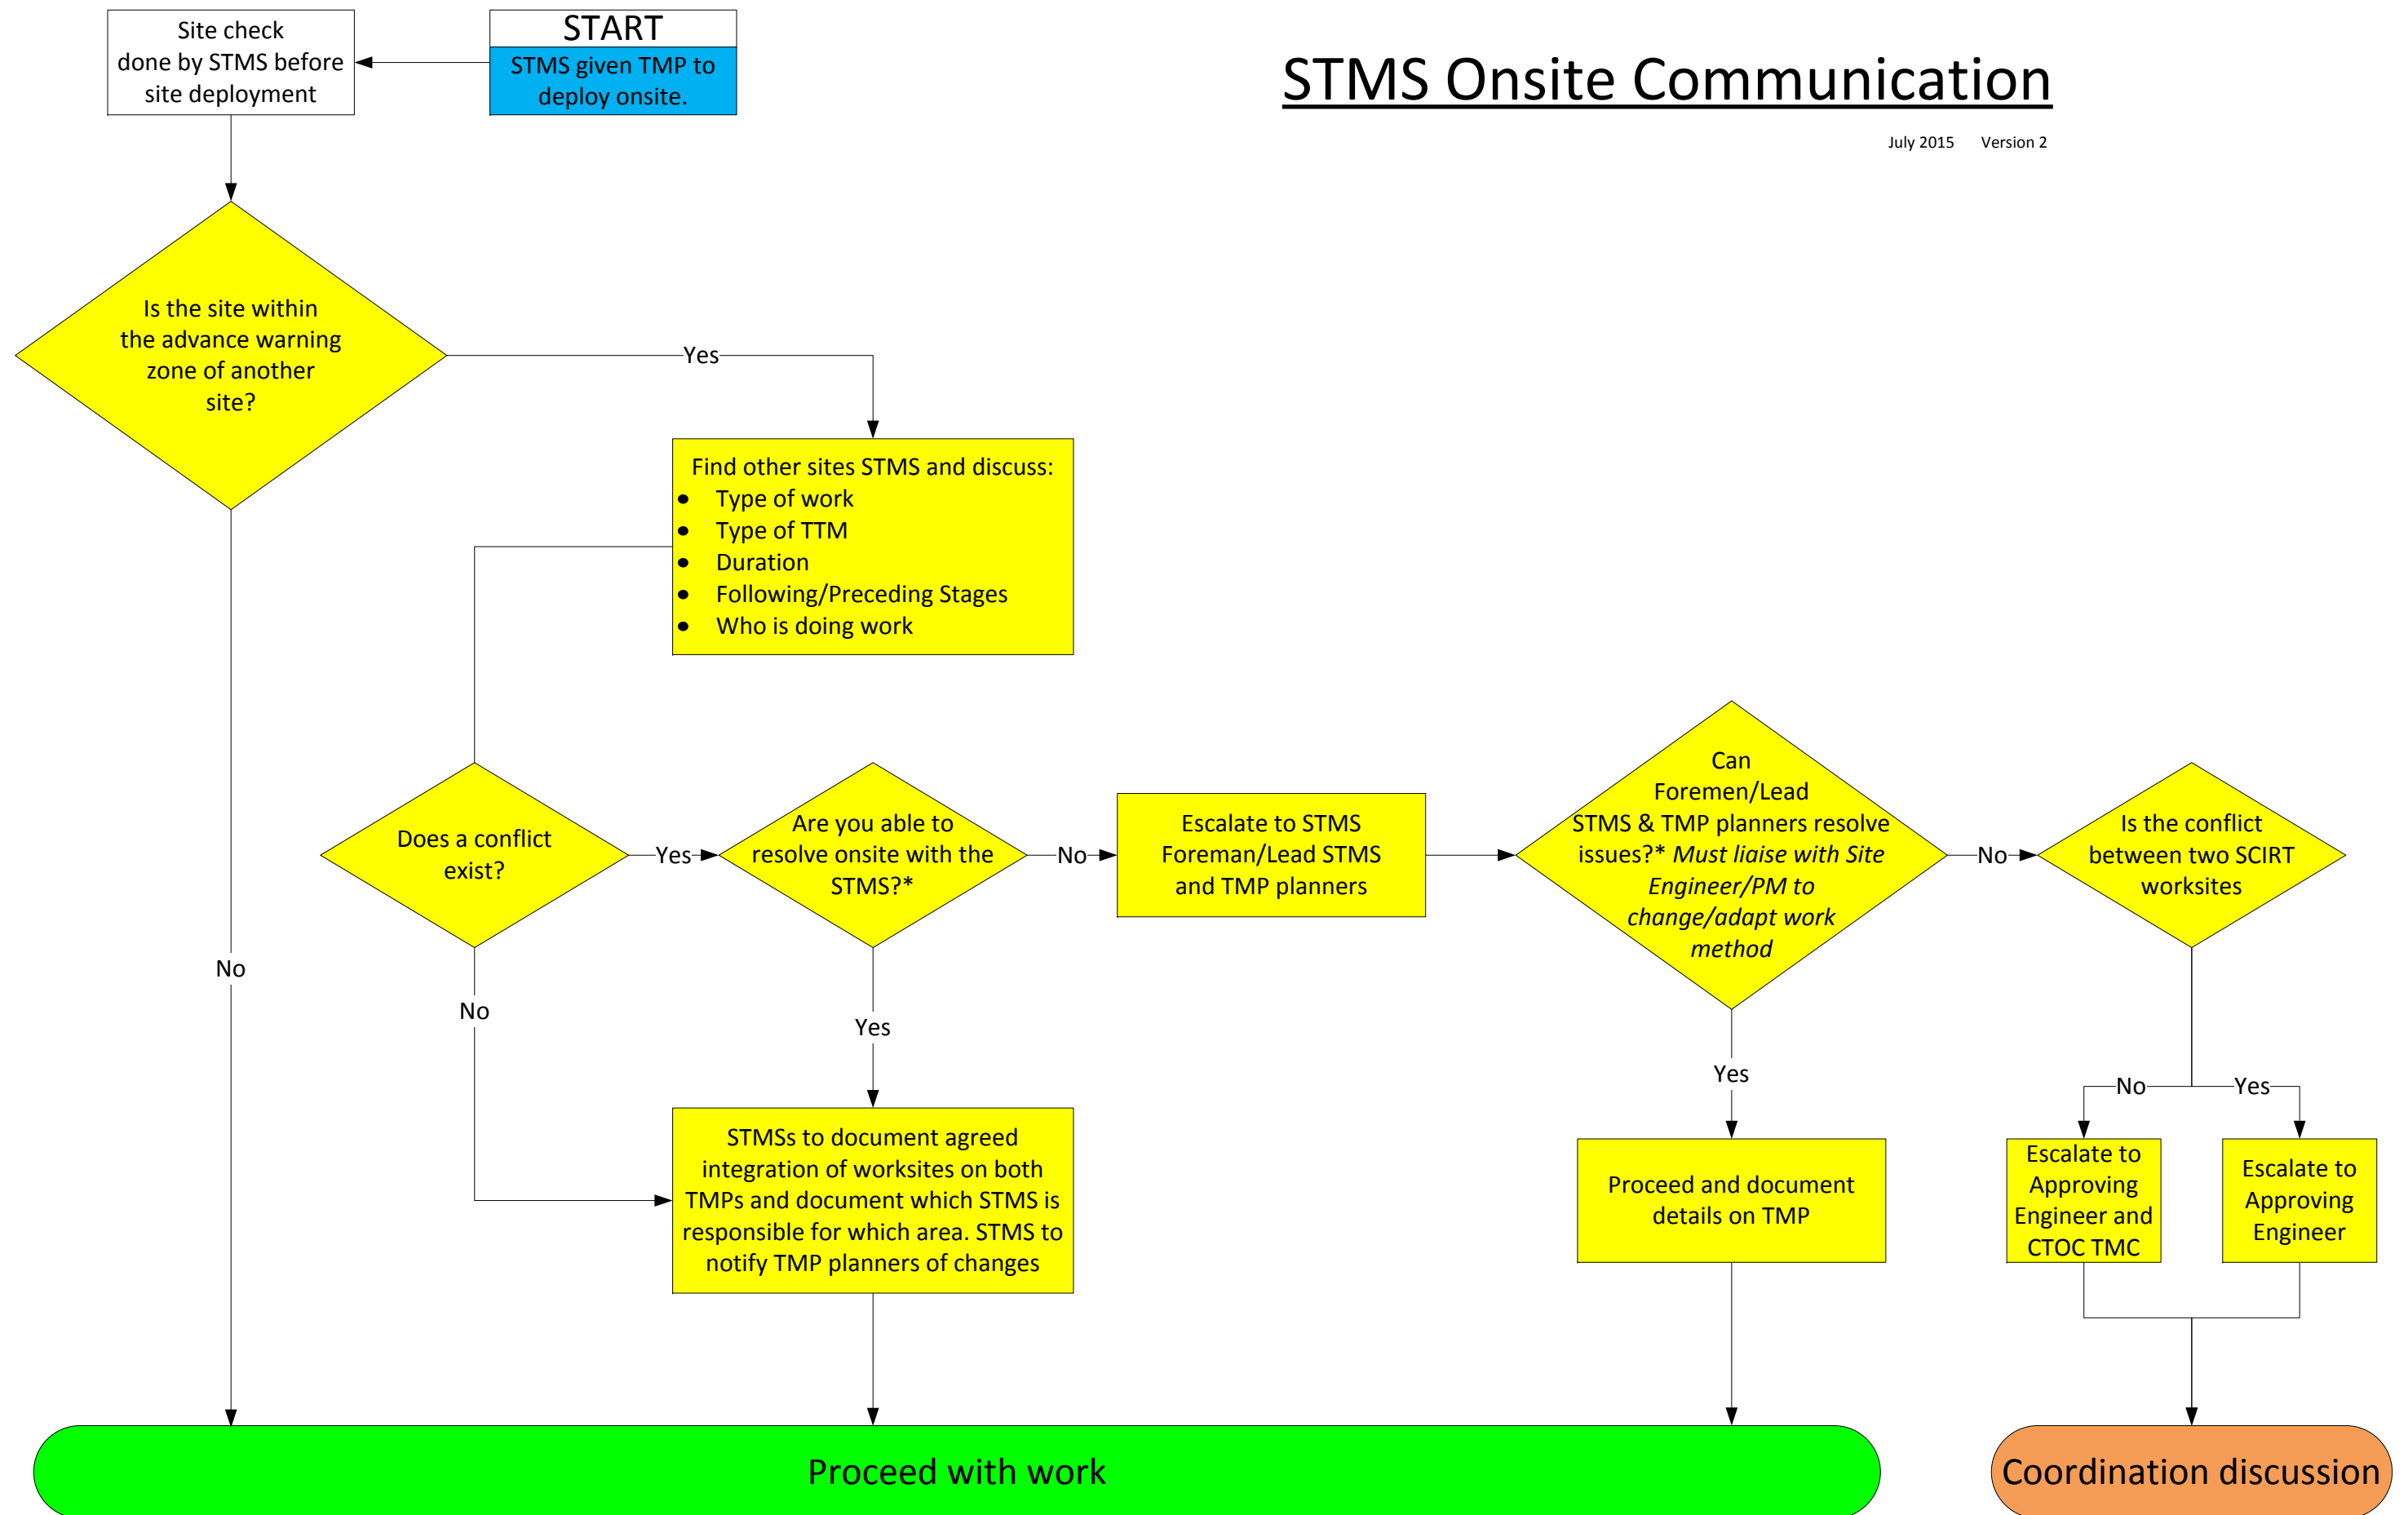 STMS Onsite Communication
July 2015 Version 2
START
STMS given TMP to
deploy onsite.
Site check
done by STMS before
site deployment
Is the site within
the advance warning
zone of another
site?
Yes
No
Find other sites STMS and discuss:
• Type of work
• Type of TTM
• Duration
• Following/Preceding Stages
• Who is doing work
Does a conflict
exist?
Yes
No
Are you able to
resolve onsite with the
STMS?*
No
Yes
Escalate to STMS
Foreman/Lead STMS
and TMP planners
Can
Foremen/Lead
STMS & TMP planners resolve
issues?* Must liaise with Site
Engineer/PM to
change/adapt work
method
No
Yes
Is the conflict
between two SCIRT
worksites
No
Yes
STMSs to document agreed
integration of worksites on both
TMPs and document which STMS is
responsible for which area. STMS to
notify TMP planners of changes
Proceed and document
details on TMP
Escalate to
Approving
Engineer and
CTOC TMC
Escalate to
Approving
Engineer
Proceed with work
Coordination discussion